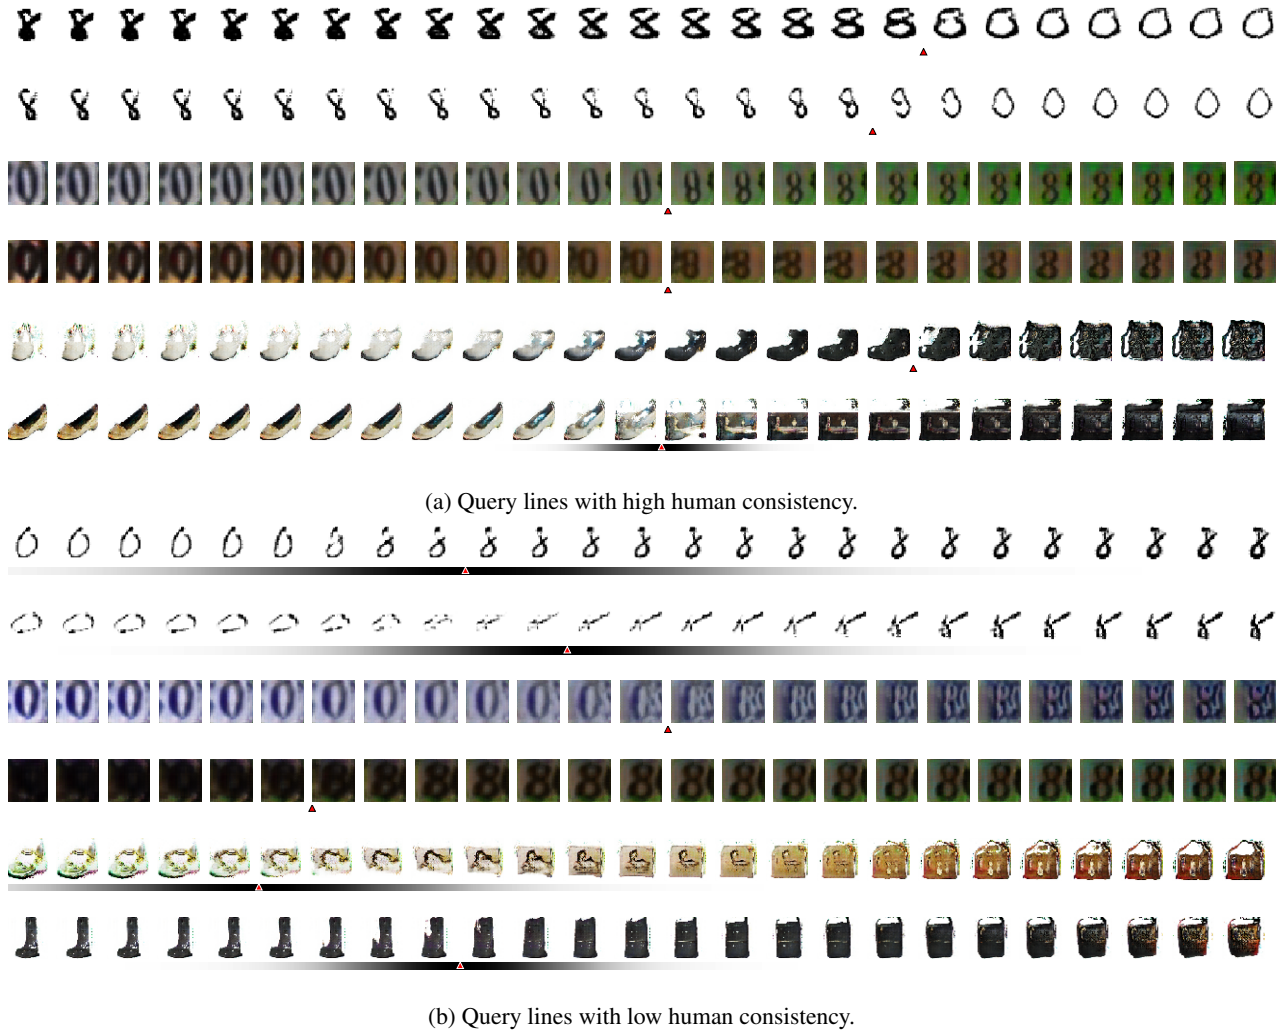 (a) Query lines with high human consistency.
(b) Query lines with low human consistency.